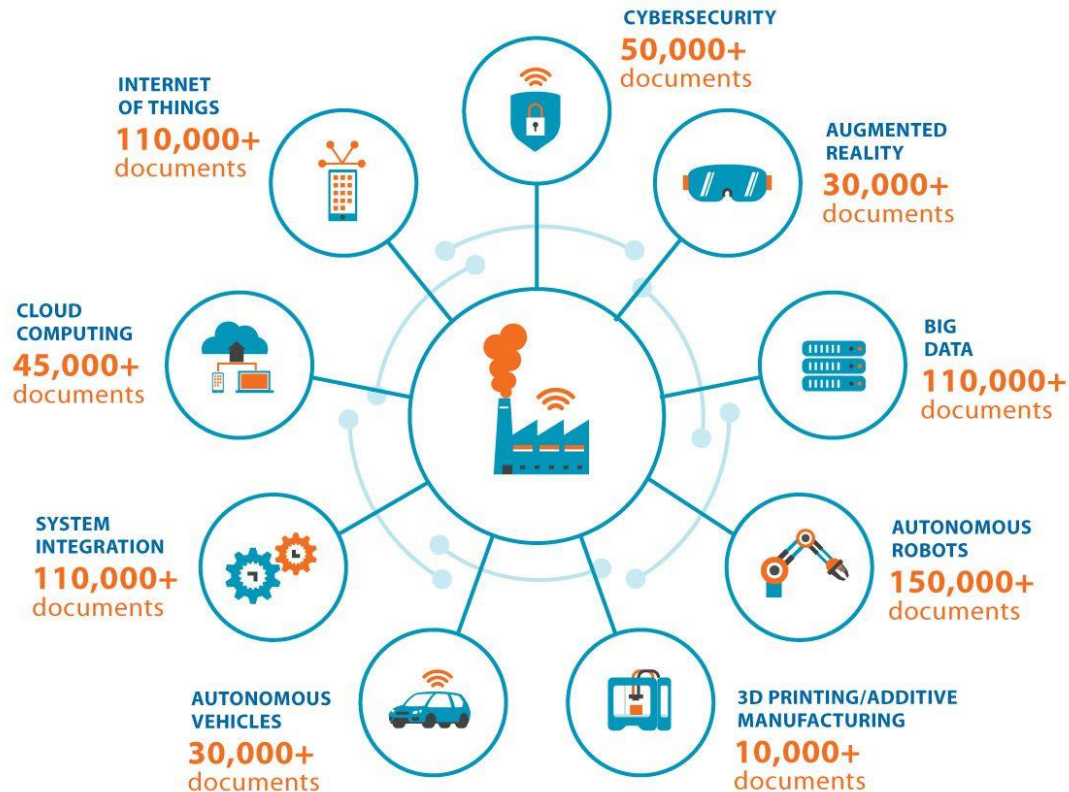 CYBERSECURITY
50,000+
documents
AUGMENTED
REALITY
30,000+
documents
BIG
DATA
110,000+
documents
AUTONOMOUS
ROBOTS
150,000+
documents
3D PRINTING/ADDITIVE
MANUFACTURING
10,000+
documents
AUTONOMOUS
VEHICLES
30,000+
documents
SYSTEM
INTEGRATION
110,000+
documents
CLOUD
COMPUTING
45,000+
documents
INTERNET
OF THINGS
110,000+
documents